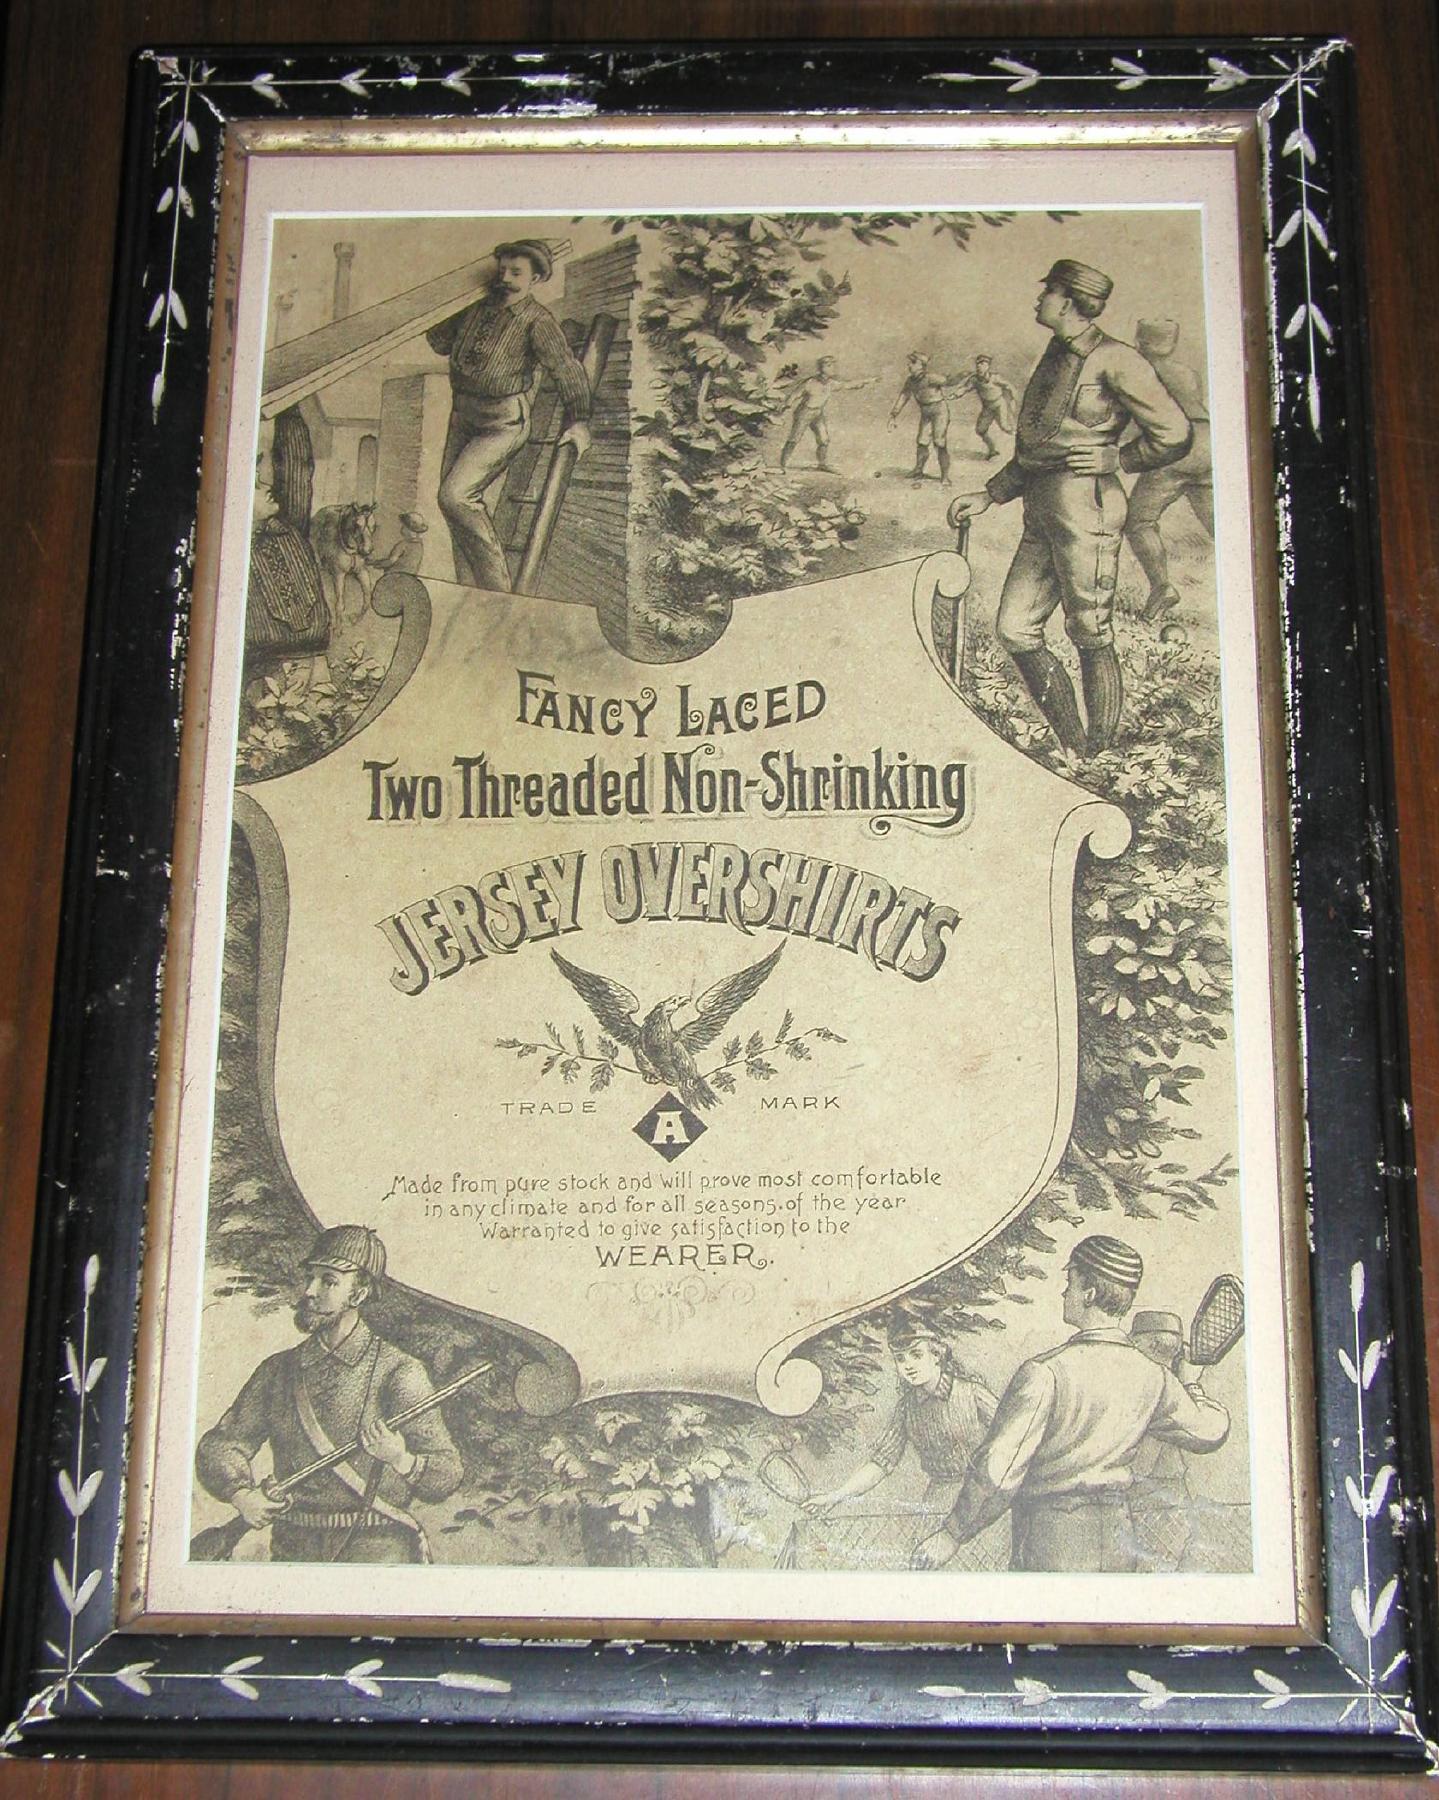 FANCY LACED
Two Threaded Non-Shrinking
JERSEY OVERSHIRTS
TRADE MARK
A
Made from pure stock and will prove most comfortable
in any climate and for all seasons of the year
Warranted to give satisfaction to the
WEARER.